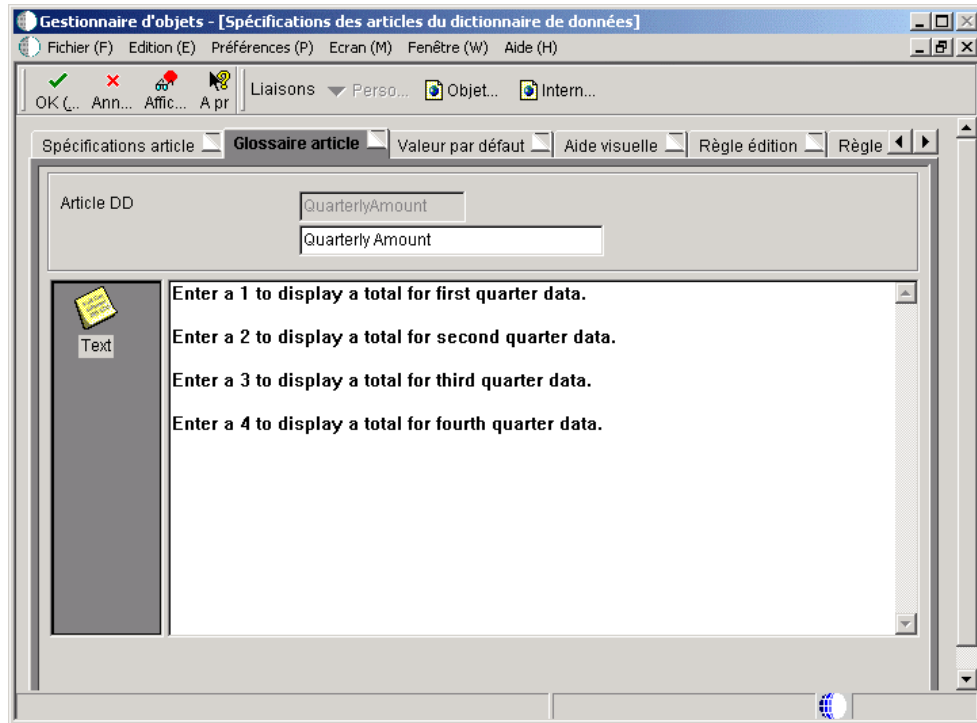 Gestionnaire d'objets - [Spécifications des articles du dictionnaire de données]
Fichier (F) Edition (E) Préférences (P) Ecran (M) Fenêtre (W) Aide (H)
OK (... Ann... Affic... A pr Liaisons Perso... Objet... Intern...
Spécifications article Glossaire article Valeur par défaut Aide visuelle Règle édition Règle
Article DD QuarterlyAmount
Quarterly Amount
Text
Enter a 1 to display a total for first quarter data.
Enter a 2 to display a total for second quarter data.
Enter a 3 to display a total for third quarter data.
Enter a 4 to display a total for fourth quarter data.